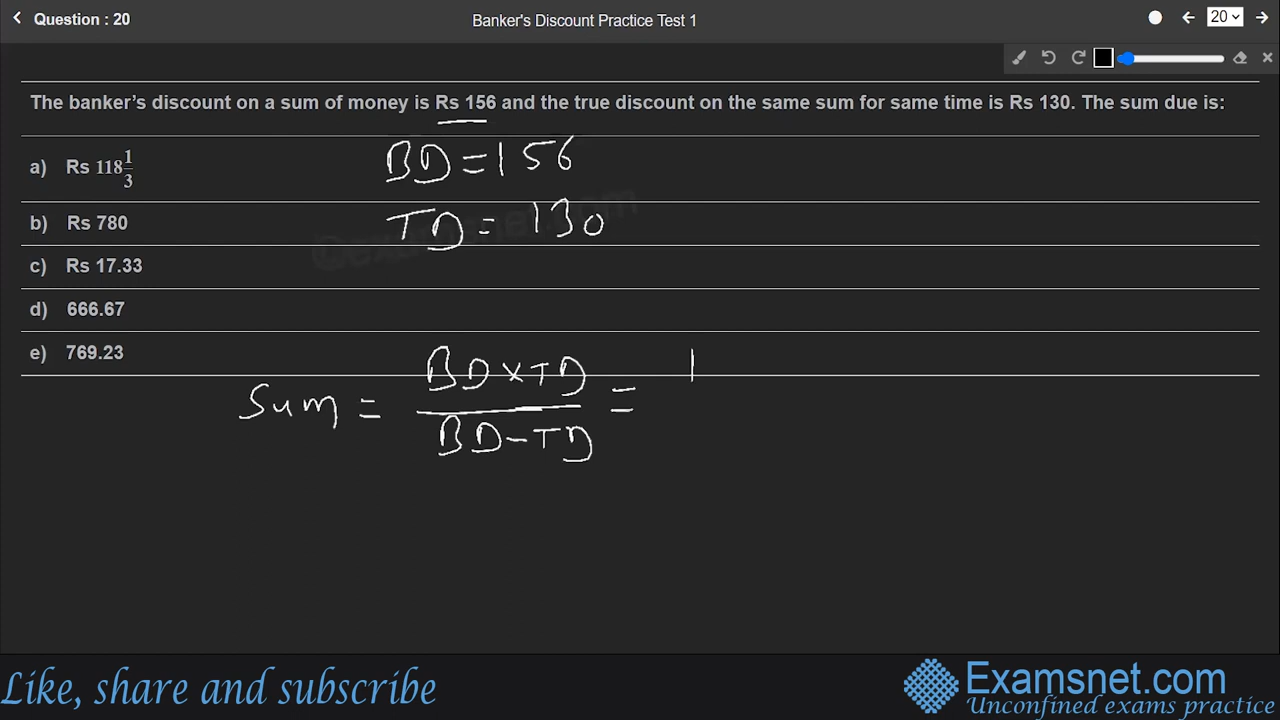 Question : 20
Banker's Discount Practice Test 1
20
The banker's discount on a sum of money is Rs 156 and the true discount on the same sum for same time is Rs 130. The sum due is:
a) Rs 118 1/3
BD = 156
b) Rs 780
TD = 130
c) Rs 17.33
d) 666.67
e) 769.23
Sum = BD×TD / BD-TD = 1
Like, share and subscribe
Examsnet.com
Unconfined exams practice